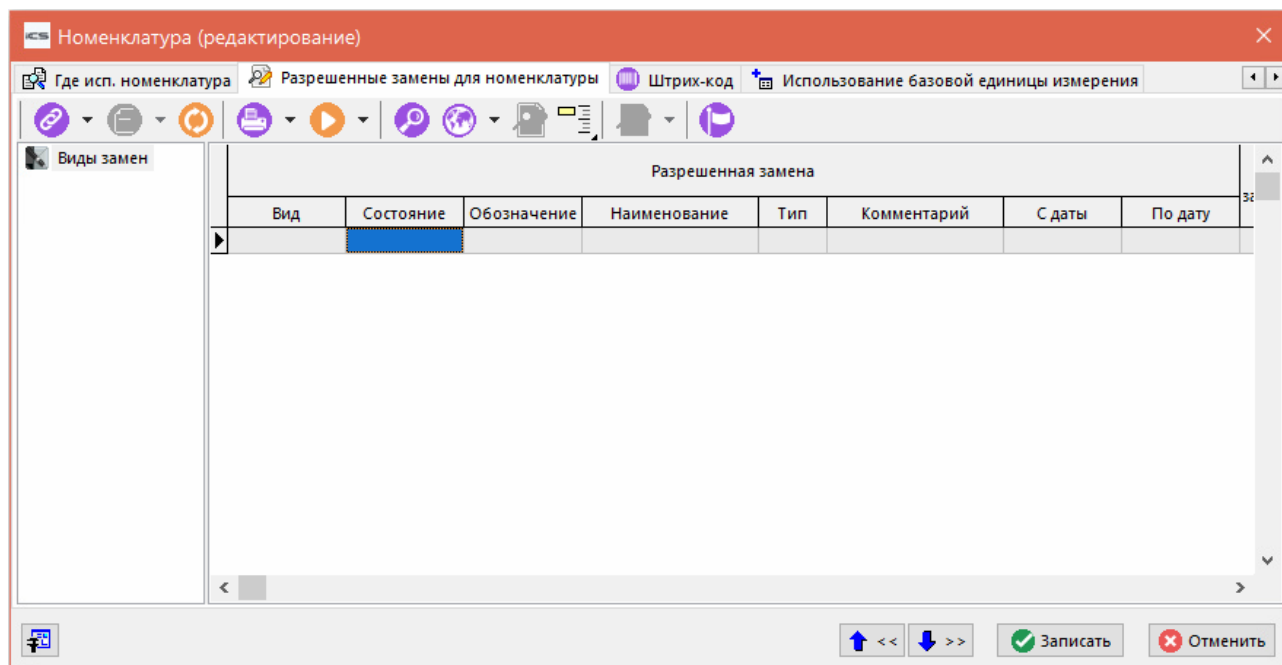 iCS Номенклатура (редактирование)
Где исп. номенклатура Разрешенные замены для номенклатуры Штрих-код Использование базовой единицы измерения
Виды замен
Разрешенная замена
Вид Состояние Обозначение Наименование Тип Комментарий С даты По дату
<< >> Записать Отменить